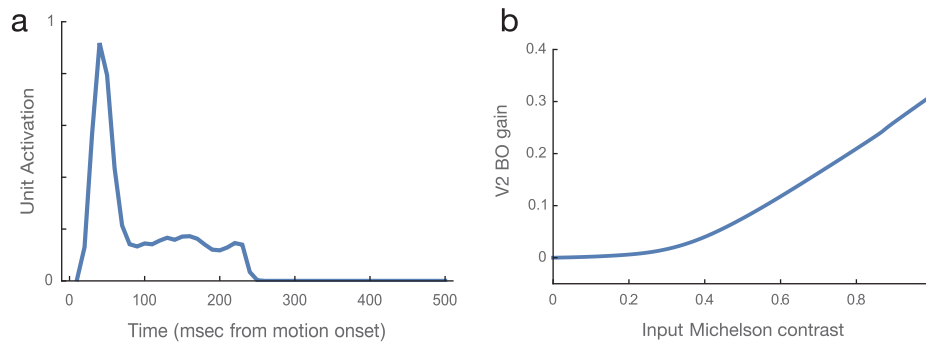 a
1
Unit Activation
0
0 100 200 300 400 500
Time (msec from motion onset)
b
0.4
0.3
V2 BO gain
0.2
0.1
0
0 0.2 0.4 0.6 0.8
Input Michelson contrast